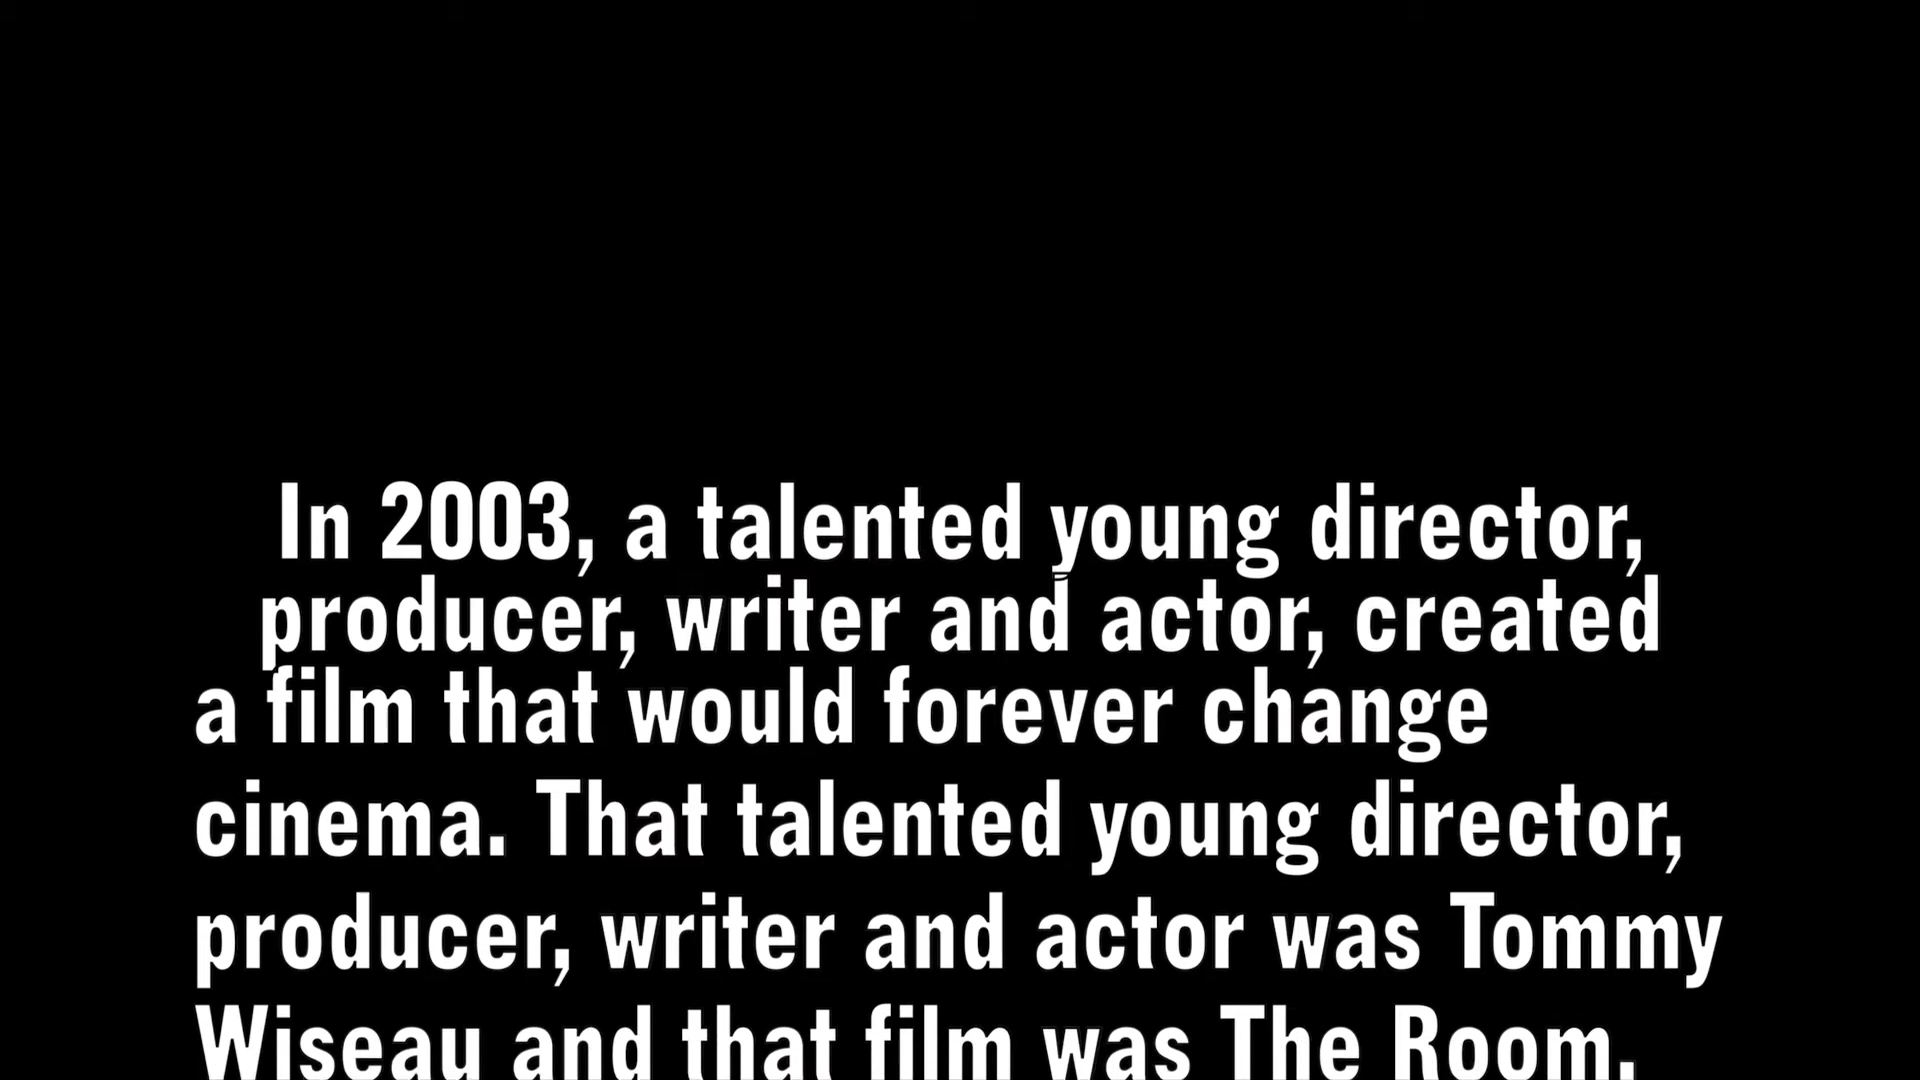 In 2003, a talented young director,
producer, writer and actor, created
a film that would forever change
cinema. That talented young director,
producer, writer and actor was Tommy
Wiseau and that film was The Room.